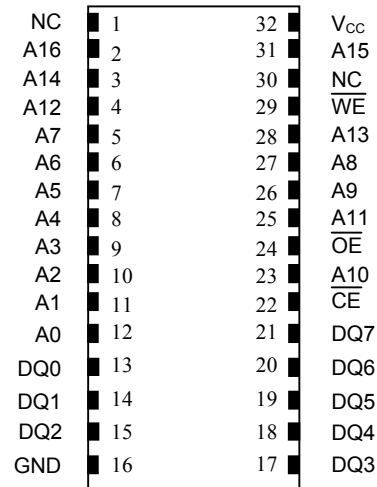 NC 1 32 VCC
A16 2 31 A15
A14 3 30 NC
A12 4 29 WE
A7 5 28 A13
A6 6 27 A8
A5 7 26 A9
A4 8 25 A11
A3 9 24 OE
A2 10 23 A10
A1 11 22 CE
A0 12 21 DQ7
DQ0 13 20 DQ6
DQ1 14 19 DQ5
DQ2 15 18 DQ4
GND 16 17 DQ3